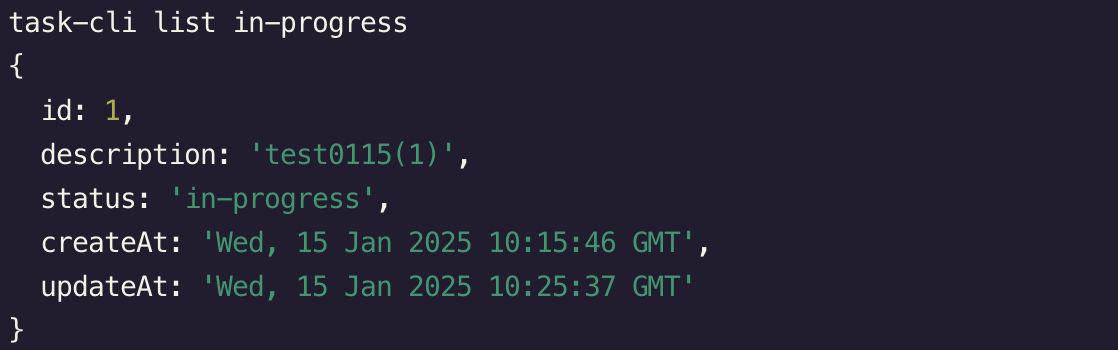 task-cli list in-progress
{
  id: 1,
  description: 'test0115(1)',
  status: 'in-progress',
  createAt: 'Wed, 15 Jan 2025 10:15:46 GMT',
  updateAt: 'Wed, 15 Jan 2025 10:25:37 GMT'
}